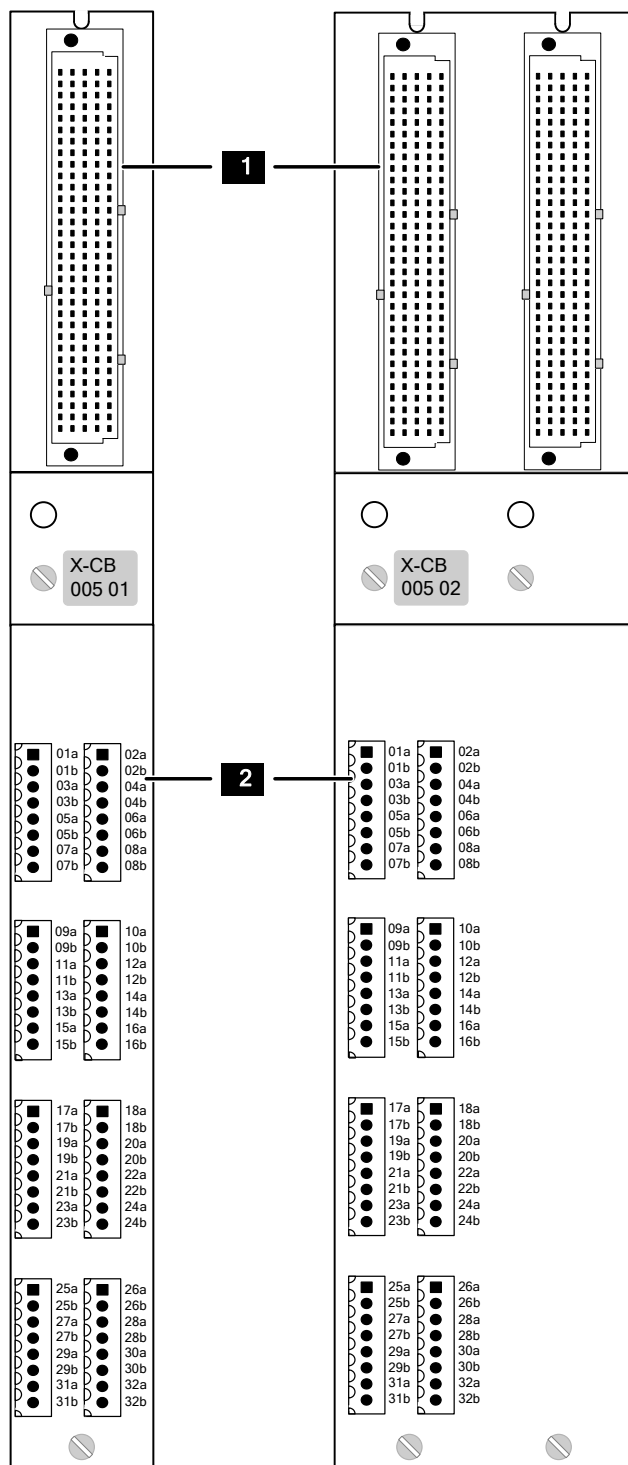 1
X-CB
005 01
X-CB
005 02
2
01a 02a
01b 02b
03a 04a
03b 04b
05a 06a
05b 06b
07a 08a
07b 08b
09a 10a
09b 10b
11a 12a
11b 12b
13a 14a
13b 14b
15a 16a
15b 16b
17a 18a
17b 18b
19a 20a
19b 20b
21a 22a
21b 22b
23a 24a
23b 24b
25a 26a
25b 26b
27a 28a
27b 28b
29a 30a
29b 30b
31a 32a
31b 32b
01a 02a
01b 02b
03a 04a
03b 04b
05a 06a
05b 06b
07a 08a
07b 08b
09a 10a
09b 10b
11a 12a
11b 12b
13a 14a
13b 14b
15a 16a
15b 16b
17a 18a
17b 18b
19a 20a
19b 20b
21a 22a
21b 22b
23a 24a
23b 24b
25a 26a
25b 26b
27a 28a
27b 28b
29a 30a
29b 30b
31a 32a
31b 32b